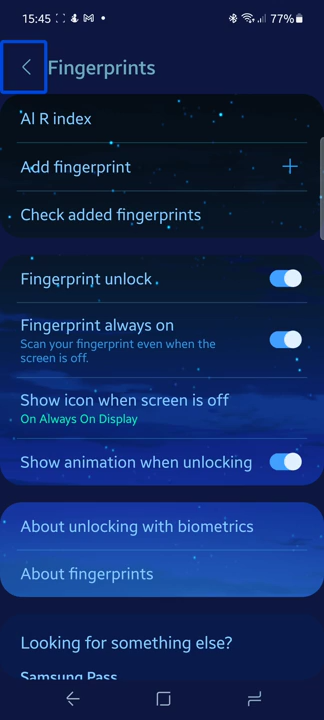 15:45
77%
Fingerprints
Al R index
Add fingerprint
Check added fingerprints
Fingerprint unlock
Fingerprint always on
Scan your fingerprint even when the
screen is off.
Show icon when screen is off
On Always On Display
Show animation when unlocking
About unlocking with biometrics
About fingerprints
Looking for something else?
Samsung Pass